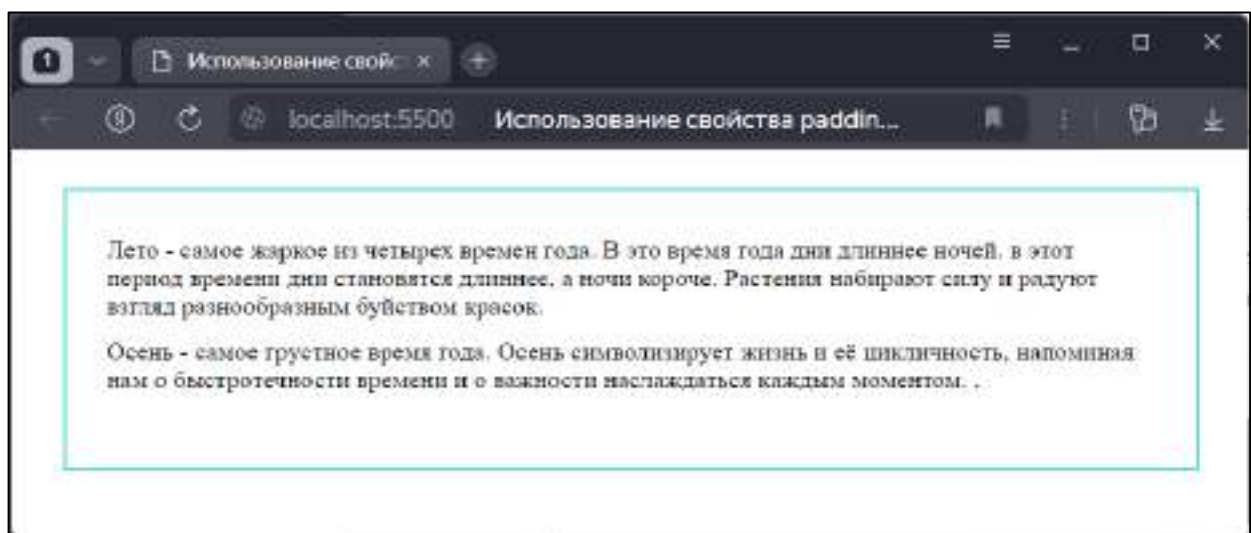 1
Использование свойс
localhost:5500 Использование свойства paddin...
Лето - самое жаркое из четырех времен года. В это время года дни длиннее ночей, в этот
период времени дни становятся длиннее, а ночи короче. Растения набирают силу и радуют
взгляд разнообразным буйством красок.
Осень - самое грустное время года. Осень символизирует жизнь и её цикличность, напоминая
нам о быстротечности времени и о важности наслаждаться каждым моментом. .